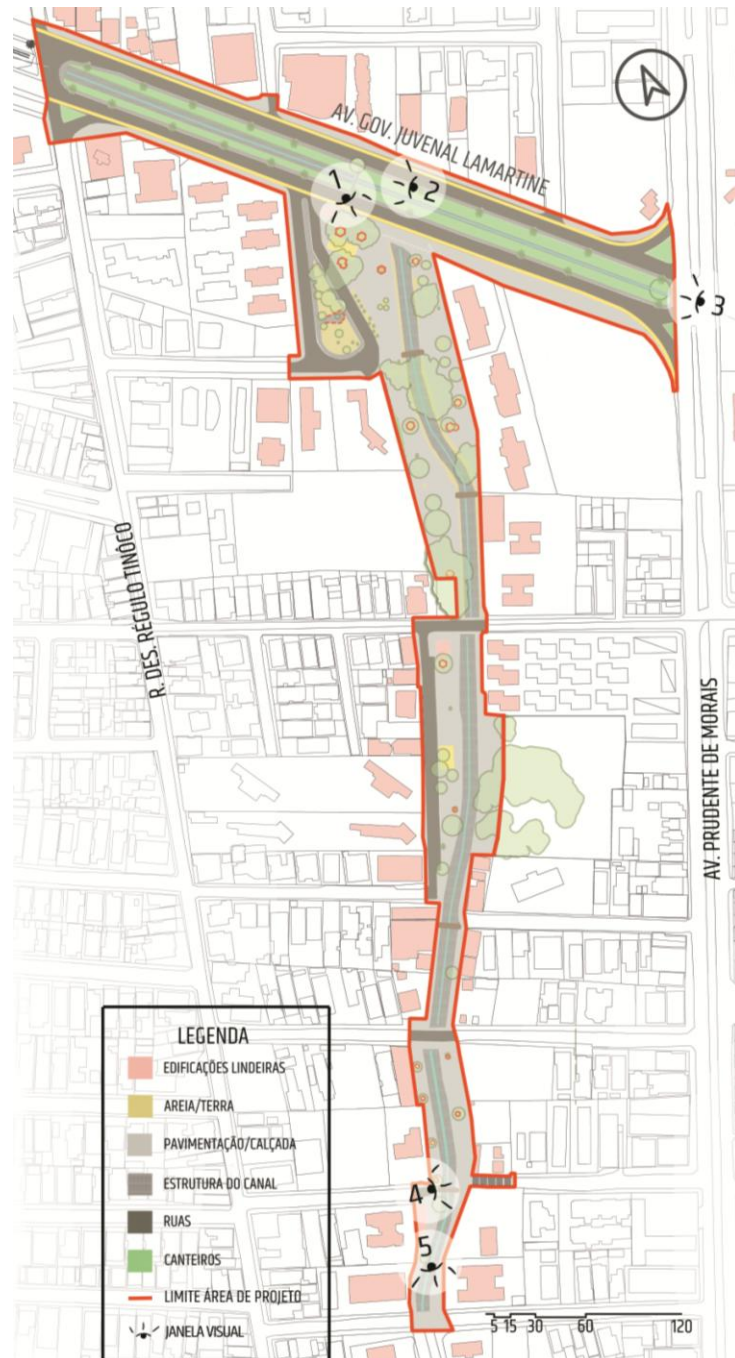 AV. GOV. JUVENAL LAMARTINE
1
2
3
R. DES. RÉGULO TINÔCO
AV. PRUDENTE DE MORAIS
4
5
LEGENDA
EDIFICAÇÕES LINDEIRAS
AREIA/TERRA
PAVIMENTAÇÃO/CALÇADA
ESTRUTURA DO CANAL
RUAS
CANTEIROS
LIMITE ÁREA DE PROJETO
JANELA VISUAL
5 15 30 60 120